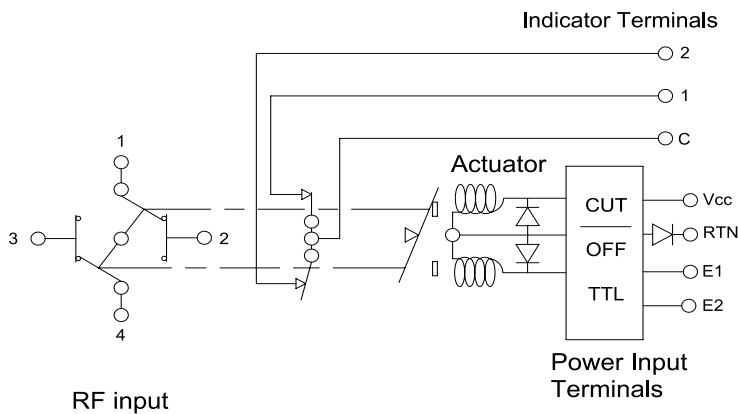 Indicator Terminals
2
1
C
1
3
2
4
Actuator
CUT
OFF
TTL
Vcc
RTN
E1
E2
Power Input
Terminals
RF input